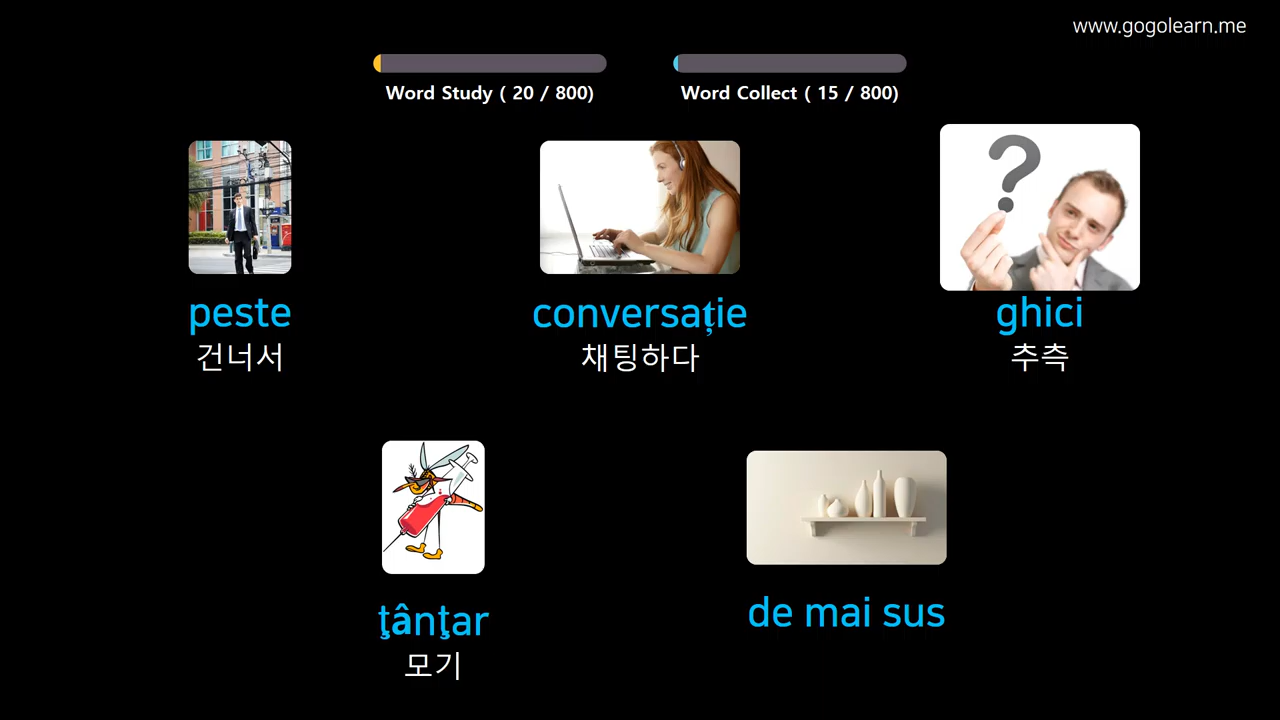 www.gogolearn.me
Word Study ( 20 / 800)
Word Collect ( 15 / 800)
peste
건너서
conversație
채팅하다
ghici
추측
ţânţar
모기
de mai sus